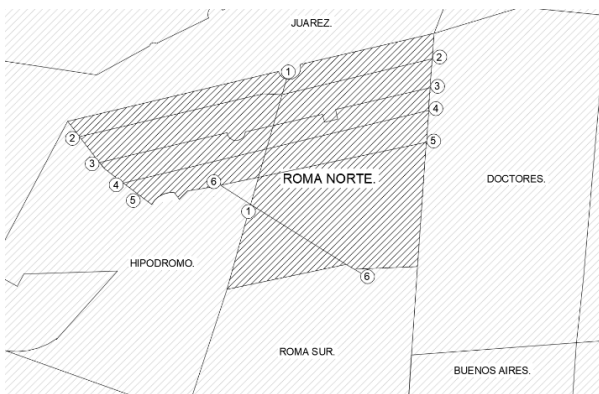 JUAREZ.
1
2
2
3
3
4
4
5
5
6
ROMA NORTE.
DOCTORES.
1
HIPODROMO.
6
ROMA SUR.
BUENOS AIRES.